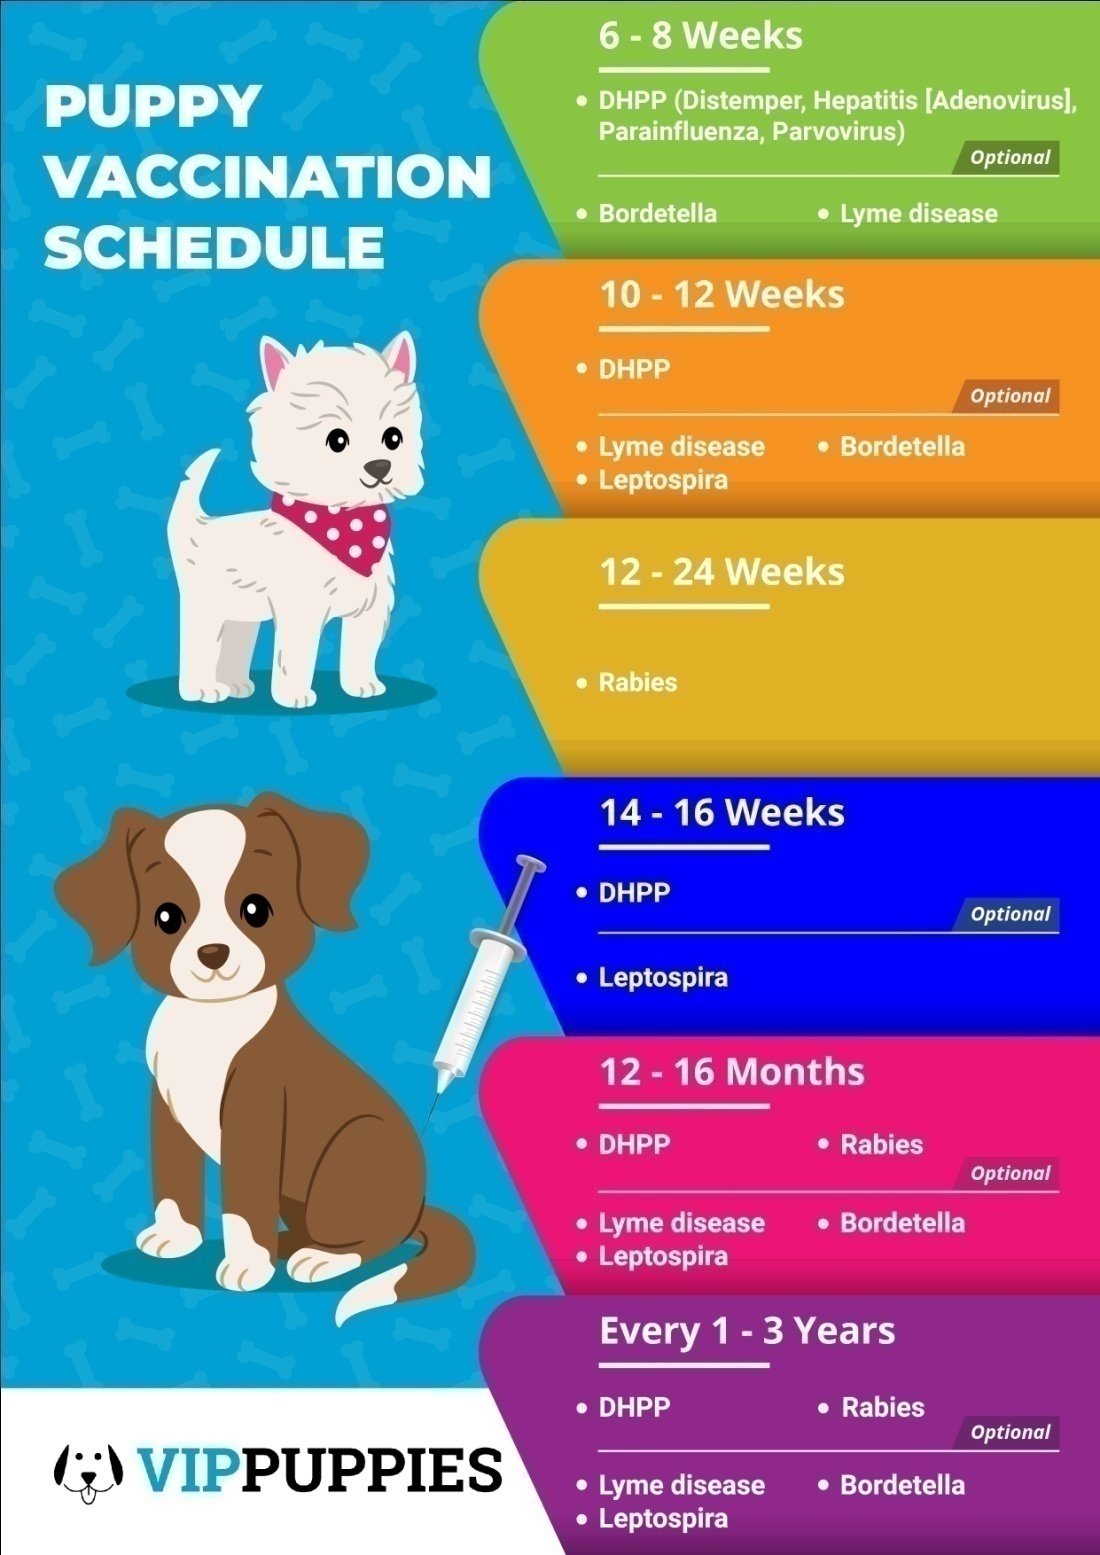 PUPPY
VACCINATION
SCHEDULE
6 - 8 Weeks
• DHPP (Distemper, Hepatitis [Adenovirus],
Parainfluenza, Parvovirus)
Optional
• Bordetella • Lyme disease
10 - 12 Weeks
• DHPP
Optional
• Lyme disease • Bordetella
• Leptospira
12 - 24 Weeks
• Rabies
14 - 16 Weeks
• DHPP
Optional
• Leptospira
12 - 16 Months
• DHPP • Rabies
Optional
• Lyme disease • Bordetella
• Leptospira
Every 1 - 3 Years
• DHPP • Rabies
Optional
• Lyme disease • Bordetella
• Leptospira
VIPPUPPIES